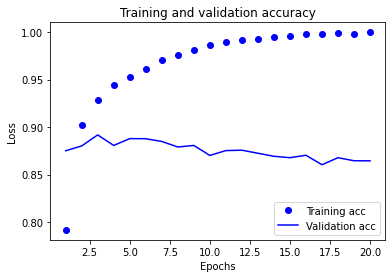 Training and validation accuracy
1.00
0.95
0.90
0.85
0.80
Loss
2.5
5.0
7.5
10.0
12.5
15.0
17.5
20.0
Epochs
Training acc
Validation acc